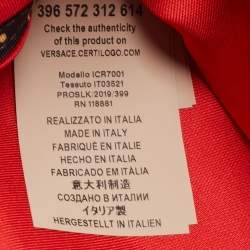 396 572 312 614
Check the authenticity
of this product on
VERSACE.CERTILOGO.COM
Modello ICR7001
Tessuto IT03521
PROSLK/2019/399
RN 118881
REALIZZATO IN ITALIA
MADE IN ITALY
FABRIQUÉ EN ITALIE
HECHO EN ITALIA
FABRICADO EM ITÁLIA
意大利制造
СОЗДАНО В ИТАЛИИ
イタリア製
HERGESTELLT IN ITALIEN